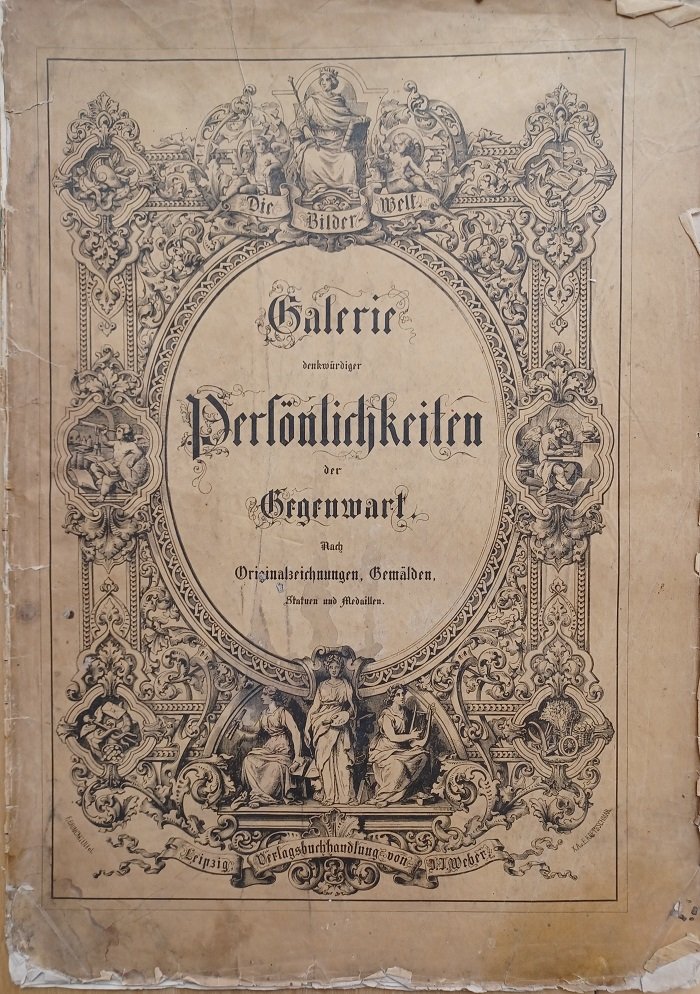 Die Bilder-Welt.
Galerie
denkwürdiger
Persönlichkeiten
der
Gegenwart.
Nach
Originalzeichnungen, Gemälden,
Statuen und Medaillen.
Leipzig, Verlagsbuchhandlung von J. J. Weber.